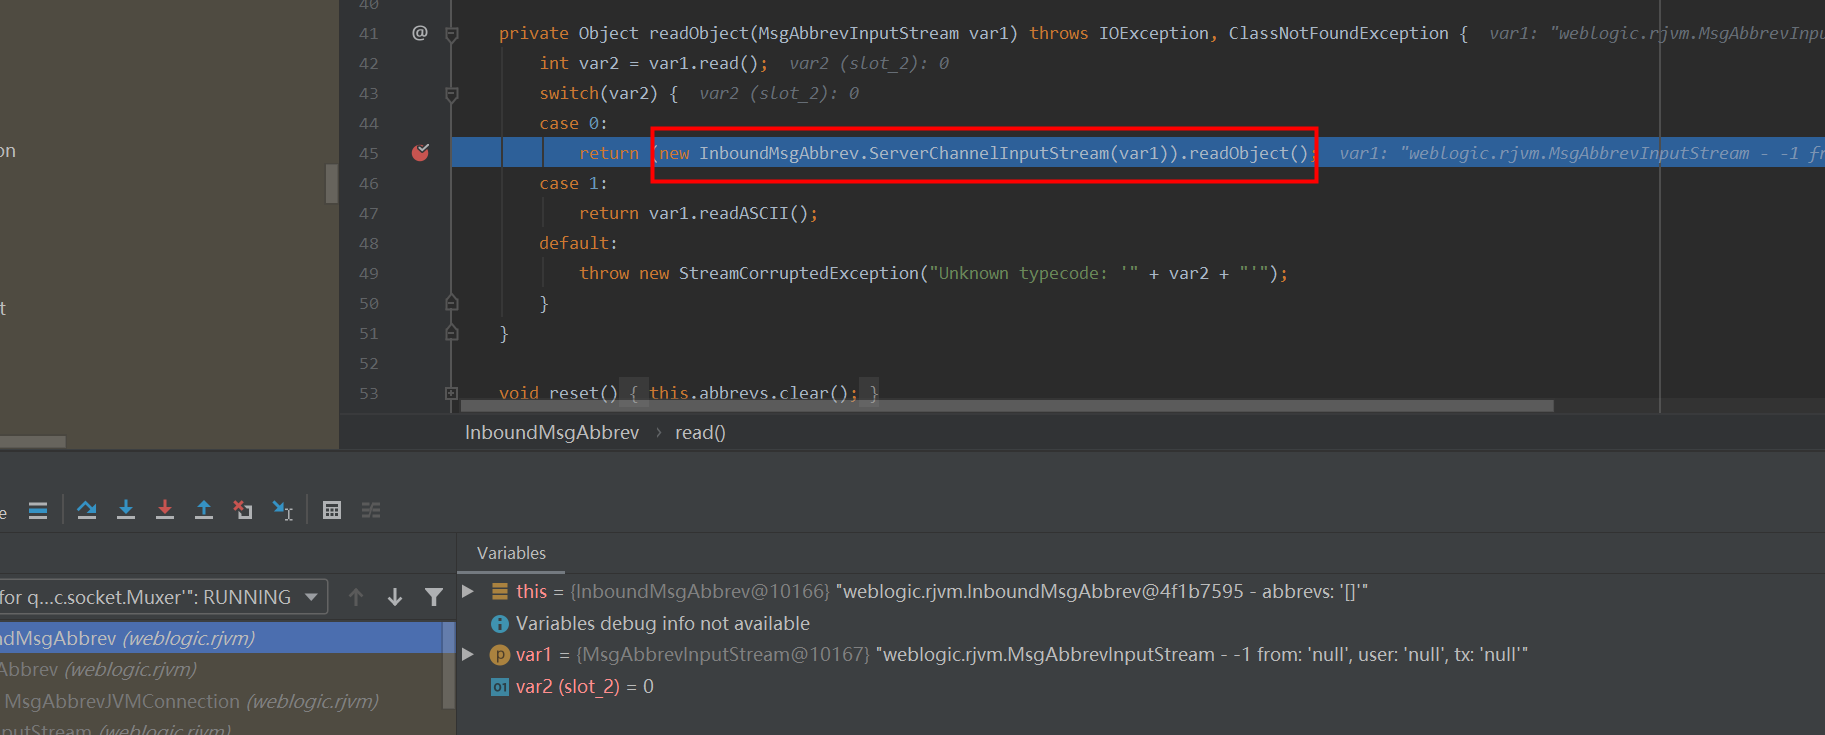 40
41 @ private Object readObject(MsgAbbrevInputStream var1) throws IOException, ClassNotFoundException { var1: "weblogic.rjvm.MsgAbbrevInpu
42 int var2 = var1.read(); var2 (slot_2): 0
43 switch(var2) { var2 (slot_2): 0
44 case 0:
on
45 return (new InboundMsgAbbrev.ServerChannelInputStream(var1)).readObject(); var1: "weblogic.rjvm.MsgAbbrevInputStream - -1 fr
46 case 1:
47 return var1.readASCII();
48 default:
49 throw new StreamCorruptedException("Unknown typecode: '" + var2 + "'");
t
50 }
51 }
52
53 void reset() { this.abbrevs.clear(); }
InboundMsgAbbrev › read()
e
Variables
for q...c.socket.Muxer'": RUNNING
this = {InboundMsgAbbrev@10166} "weblogic.rjvm.InboundMsgAbbrev@4f1b7595 - abbrevs: '[]'"
Variables debug info not available
var1 = {MsgAbbrevInputStream@10167} "weblogic.rjvm.MsgAbbrevInputStream - -1 from: 'null', user: 'null', tx: 'null'"
var2 (slot_2) = 0
ndMsgAbbrev (weblogic.rjvm)
Abbrev (weblogic.rjvm)
MsgAbbrevJVMConnection (weblogic.rjvm)
putStream (weblogic.rjvm)